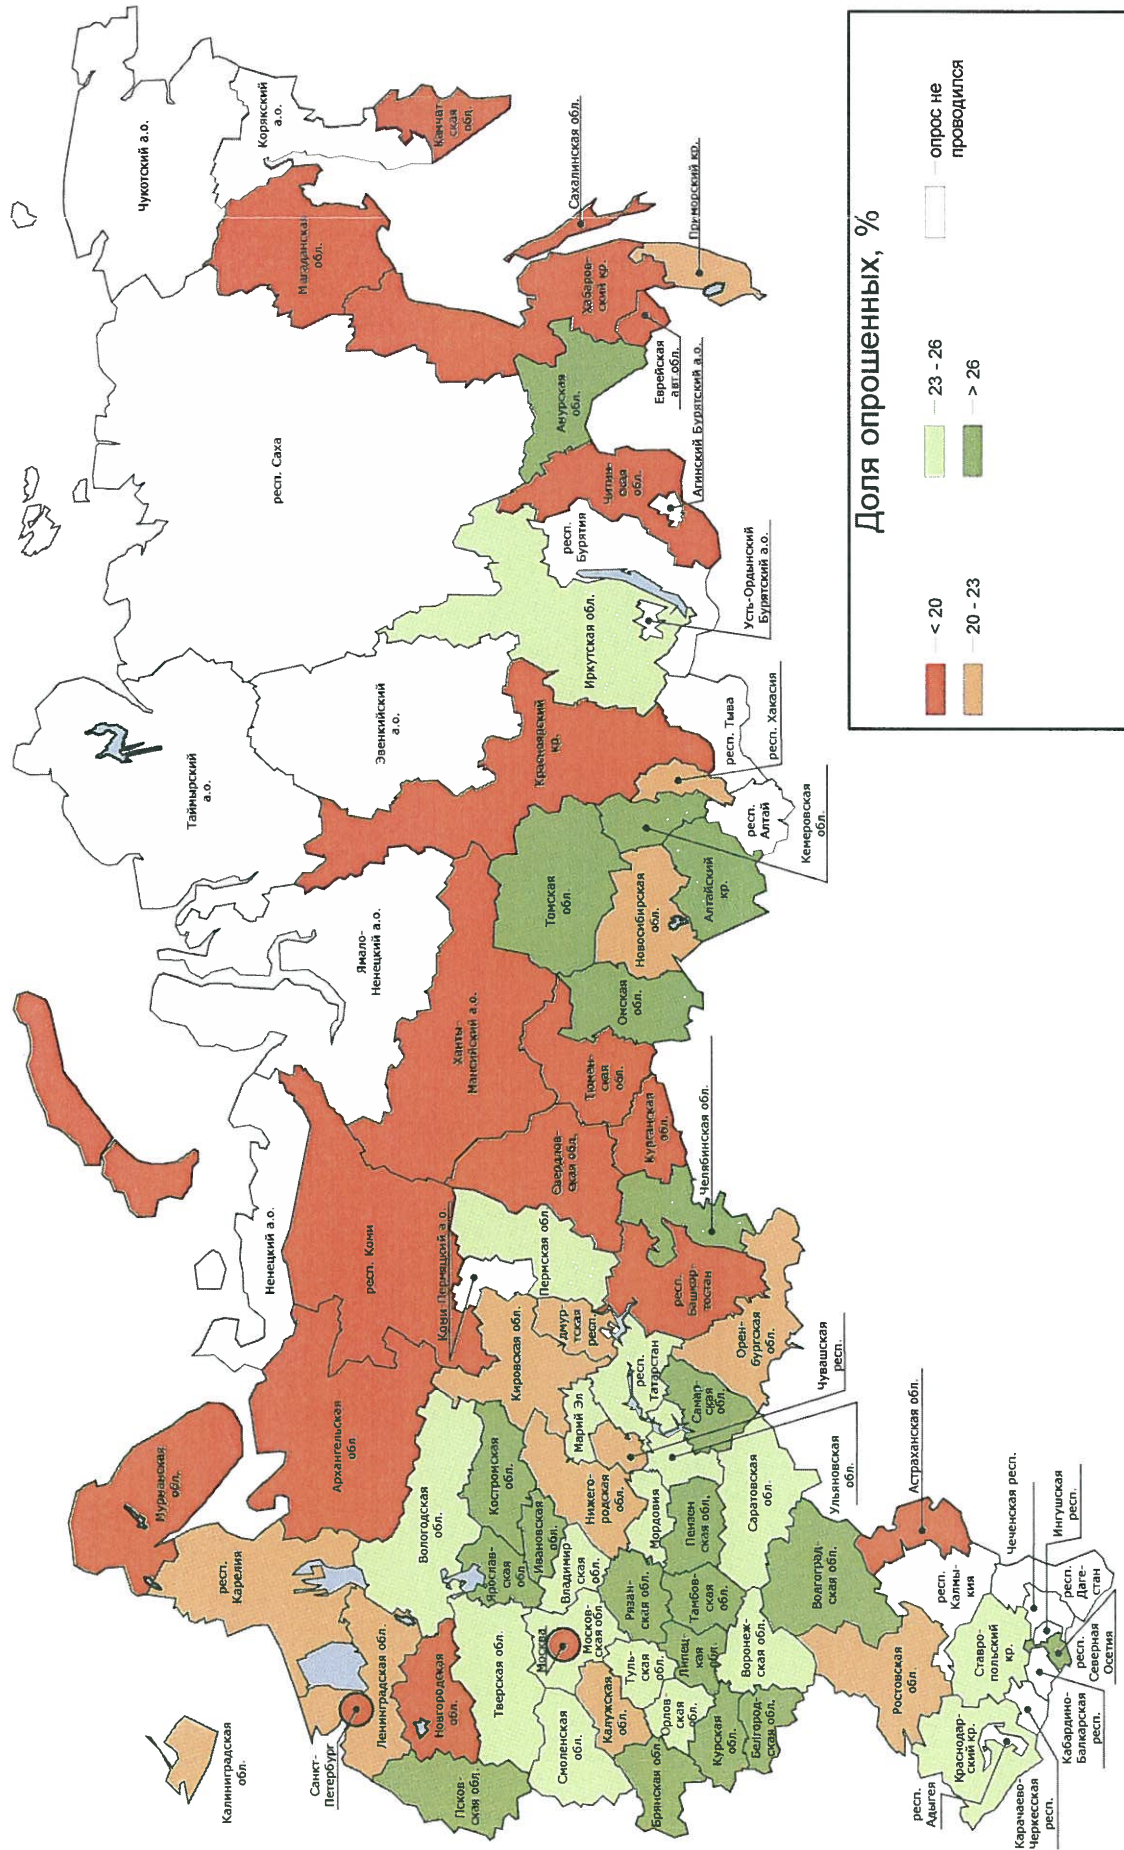 Чукотский а.о.
Корякский
а.о.
Камчат-
ская
обл.
Магаданская
обл.
Сахалинская обл.
Хабаров-
ский кр.
Приморский кр.
Еврейская
авт.обл.
респ. Саха
Анурская
обл.
Читин-
ская
обл.
Агинский Бурятский а.о.
респ.
Бурятия
Иркутская обл.
Усть-Ордынский
Бурятский а.о.
Таймырский
а.о.
Эвенкийский
а.о.
Красноярский
кр.
респ. Тыва
респ. Хакасия
респ.
Алтай
Кемеровская
обл.
Ямало-
Ненецкий а.о.
Ханты-
Мансийский а.о.
Томская
обл.
Новосибирская
обл.
Алтайский
кр.
Омская
обл.
Тюмен-
ская
обл.
Курганская
обл.
Свердлов-
ская обл.
Челябинская обл.
Ненецкий а.о.
респ. Коми
Коми-Пермяцкий а.о.
Пермская обл.
респ.
Башкор-
тостан
Орен-
бургская
обл.
Кировская обл.
Удмур-
тская
респ.
респ.
Татарстан
Марий Эл
Чувашская
респ.
Самар-
ская
обл.
Ульяновская
обл.
Мурманская
обл.
Архангельская
обл
респ.
Карелия
Вологодская
обл.
Костромская
обл.
Ярослав-
ская
обл.
Ивановская
обл.
Нижего-
родская
обл.
Владимир
ская
обл.
Мордовия
Пензен
ская обл.
Саратовская
обл.
Ленинградская
обл.
Санкт-
Петербург
Калининградская
обл.
Новгородская
обл.
Псков-
ская обл.
Тверская обл.
Москва
Москов-
ская обл
Смоленская
обл.
Калужская
обл.
Туль-
ская
обл.
Рязан-
ская обл.
Тамбов-
ская обл.
Липец-
кая
обл.
Орлов-
ская
обл.
Брянская обл
Курская
обл.
Белгород-
ская обл.
Воронеж-
ская обл.
Волгоград-
ская обл.
Астраханская обл.
Ростовская
обл.
респ.
Калмы-
кия
Ставро-
польский
кр.
Краснодар-
ский кр.
респ.
Адыгея
Карачаево-
Черкесская
респ.
Кабардино-
Балкарская
респ.
респ.
Северная
Осетия
Чеченская респ.
Ингушская
респ.
респ.
Даге-
стан
Доля опрошенных, %
< 20
20 - 23
23 - 26
> 26
опрос не
проводился